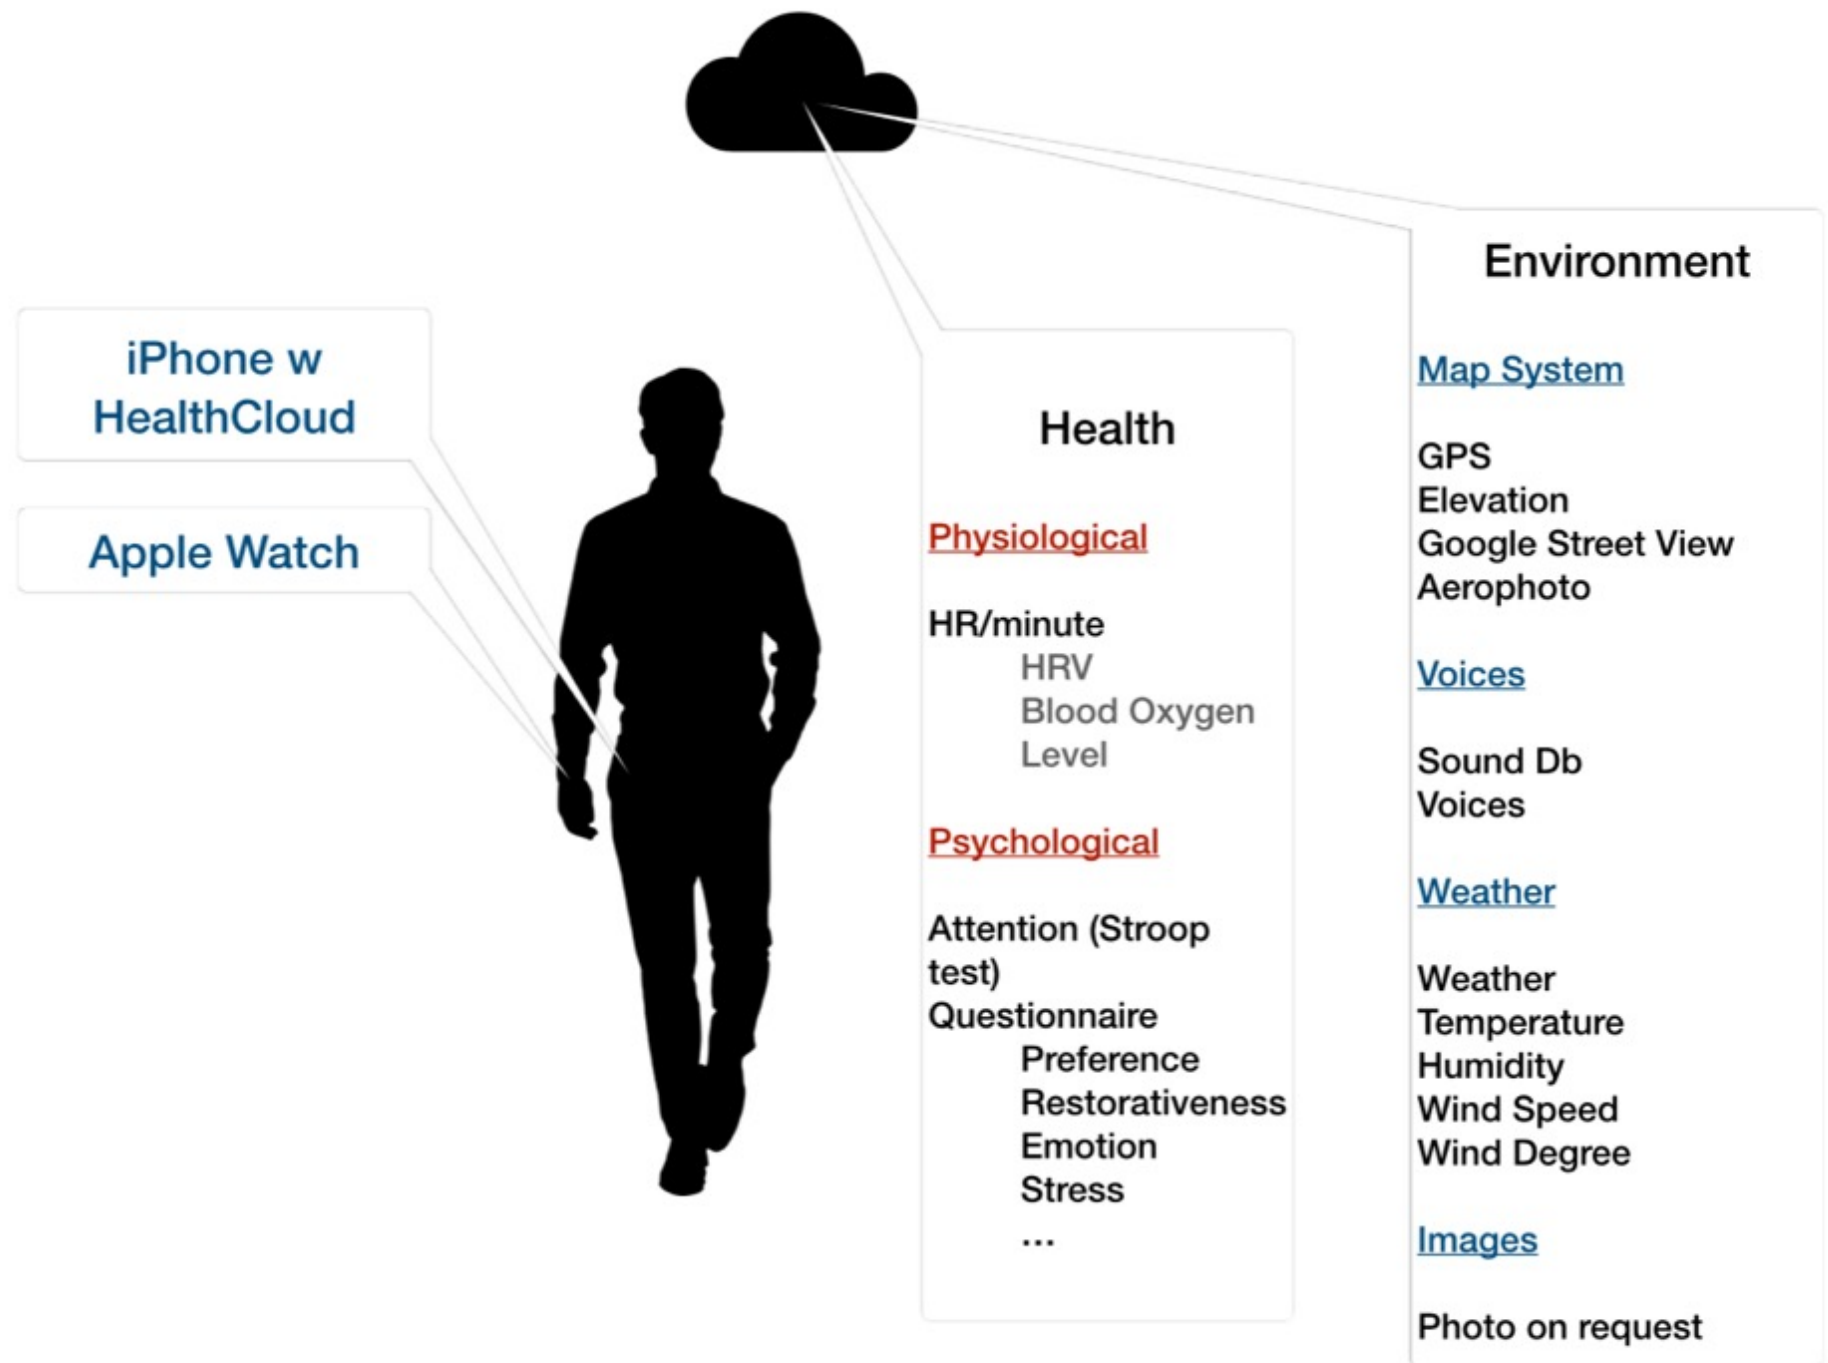 iPhone w
HealthCloud
Apple Watch
Health
Physiological
HR/minute
HRV
Blood Oxygen
Level
Psychological
Attention (Stroop
test)
Questionnaire
Preference
Restorativeness
Emotion
Stress
...
Environment
Map System
GPS
Elevation
Google Street View
Aerophoto
Voices
Sound Db
Voices
Weather
Weather
Temperature
Humidity
Wind Speed
Wind Degree
Images
Photo on request